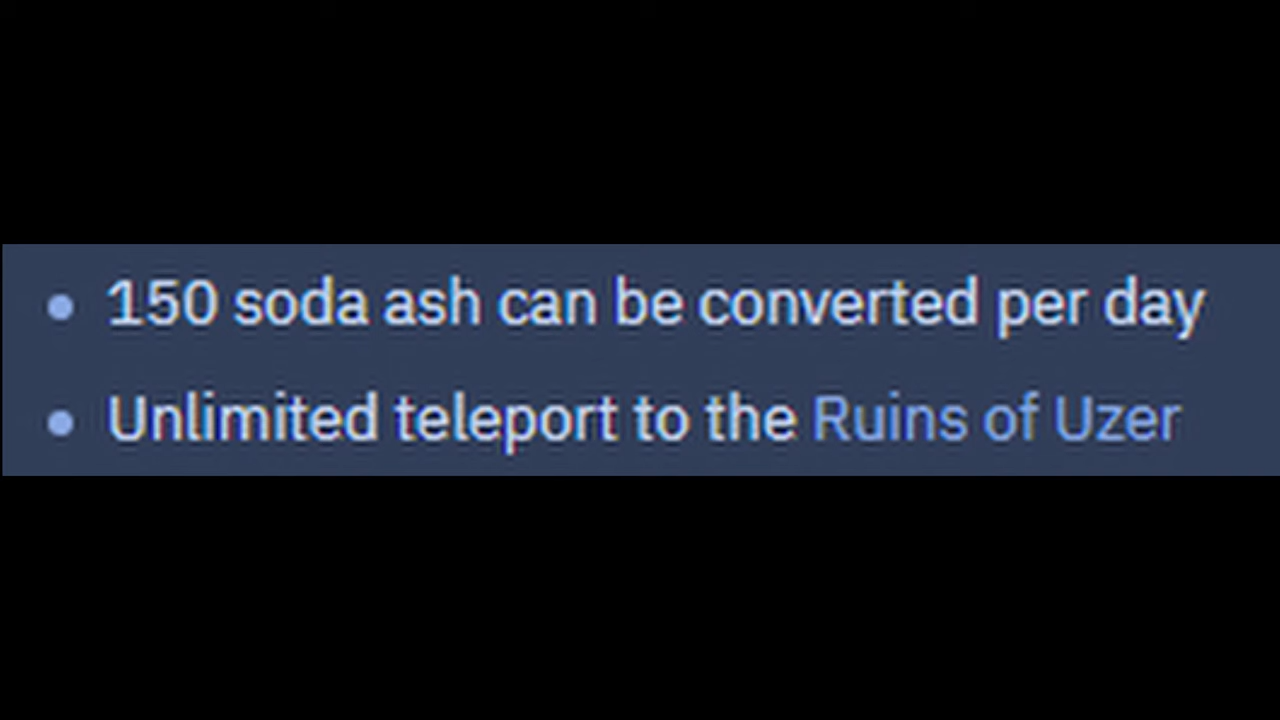 150 soda ash can be converted per day
Unlimited teleport to the Ruins of Uzer